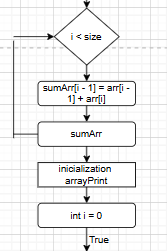 i < size
sumArr[i - 1] = arr[i -
1] + arr[i]
sumArr
inicialization
arrayPrint
int i = 0
True